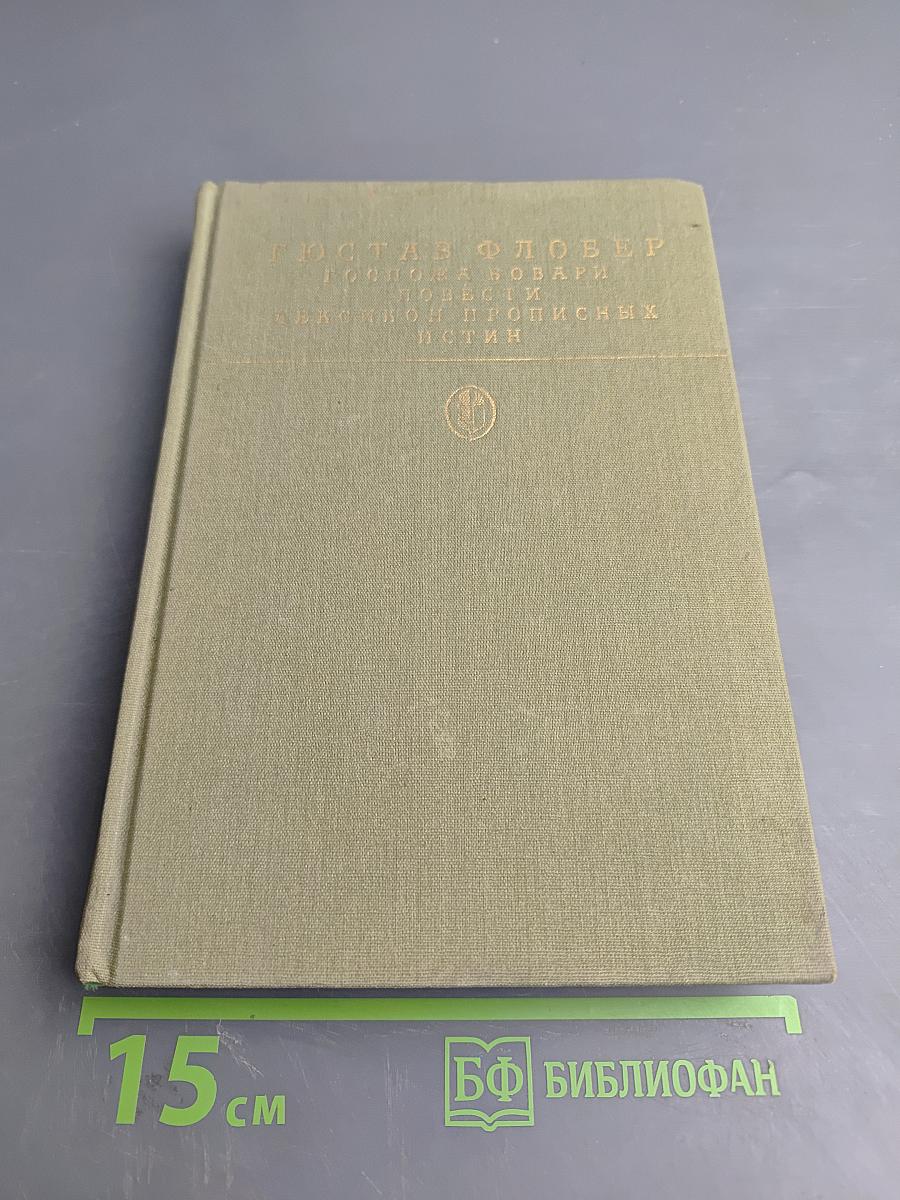 ГЮСТАВ ФЛОБЕР
ГОСПОЖА БОВАРИ
ПОВЕСТИ
ЛЕКСИКОН ПРОПИСНЫХ
ИСТИН
15 см
БФ БИБЛИОФАН